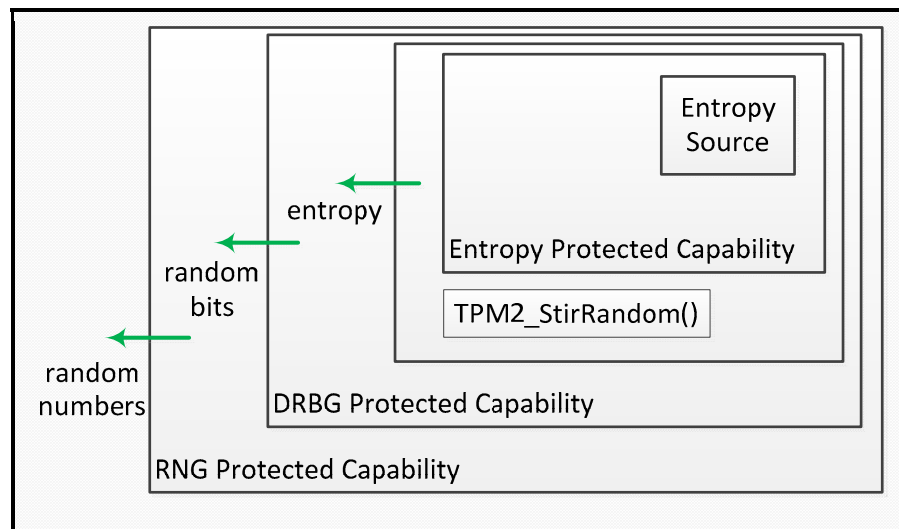 Entropy
Source
entropy
Entropy Protected Capability
random
bits
TPM2_StirRandom()
random
numbers
DRBG Protected Capability
RNG Protected Capability